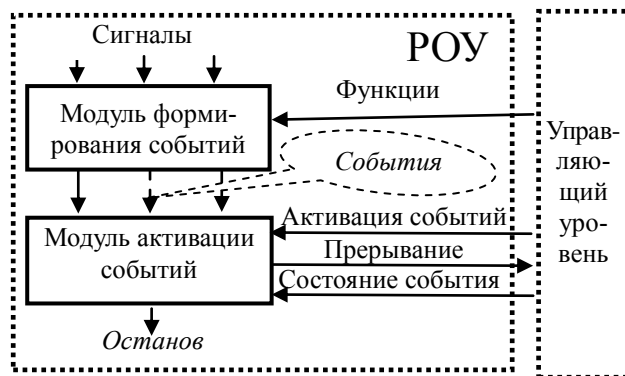 Сигналы
РОУ
Модуль форми-
рования событий
Функции
События
Управ-
ляю-
щий
уро-
вень
Активация событий
Модуль активации
событий
Прерывание
Состояние события
Останов